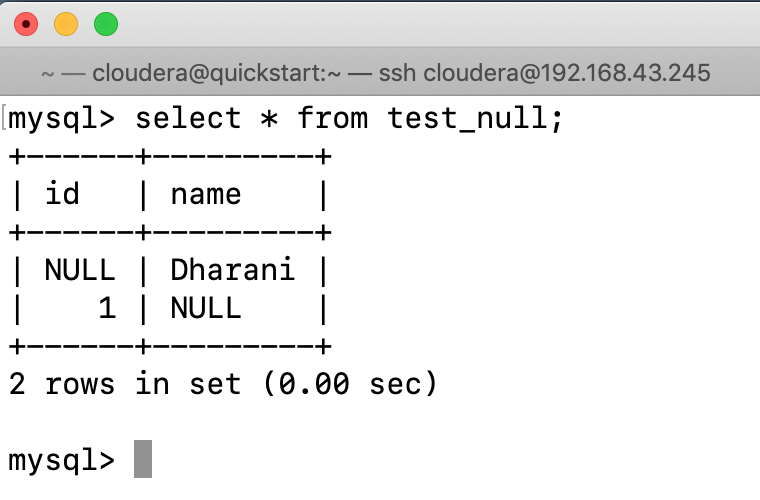 ~ — cloudera@quickstart:~ — ssh cloudera@192.168.43.245
mysql> select * from test_null;
+------+---------+
| id   | name    |
+------+---------+
| NULL | Dharani |
|    1 | NULL    |
+------+---------+
2 rows in set (0.00 sec)
mysql>